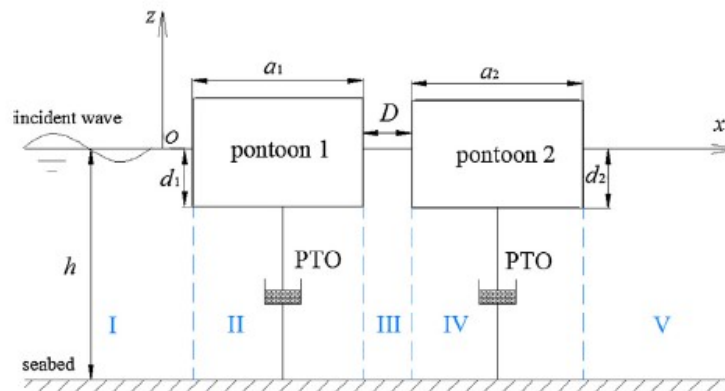 z
a₁
a₂
incident wave
D
O
x
pontoon 1
pontoon 2
d₁
d₂
h
PTO
PTO
I
II
III
IV
V
seabed